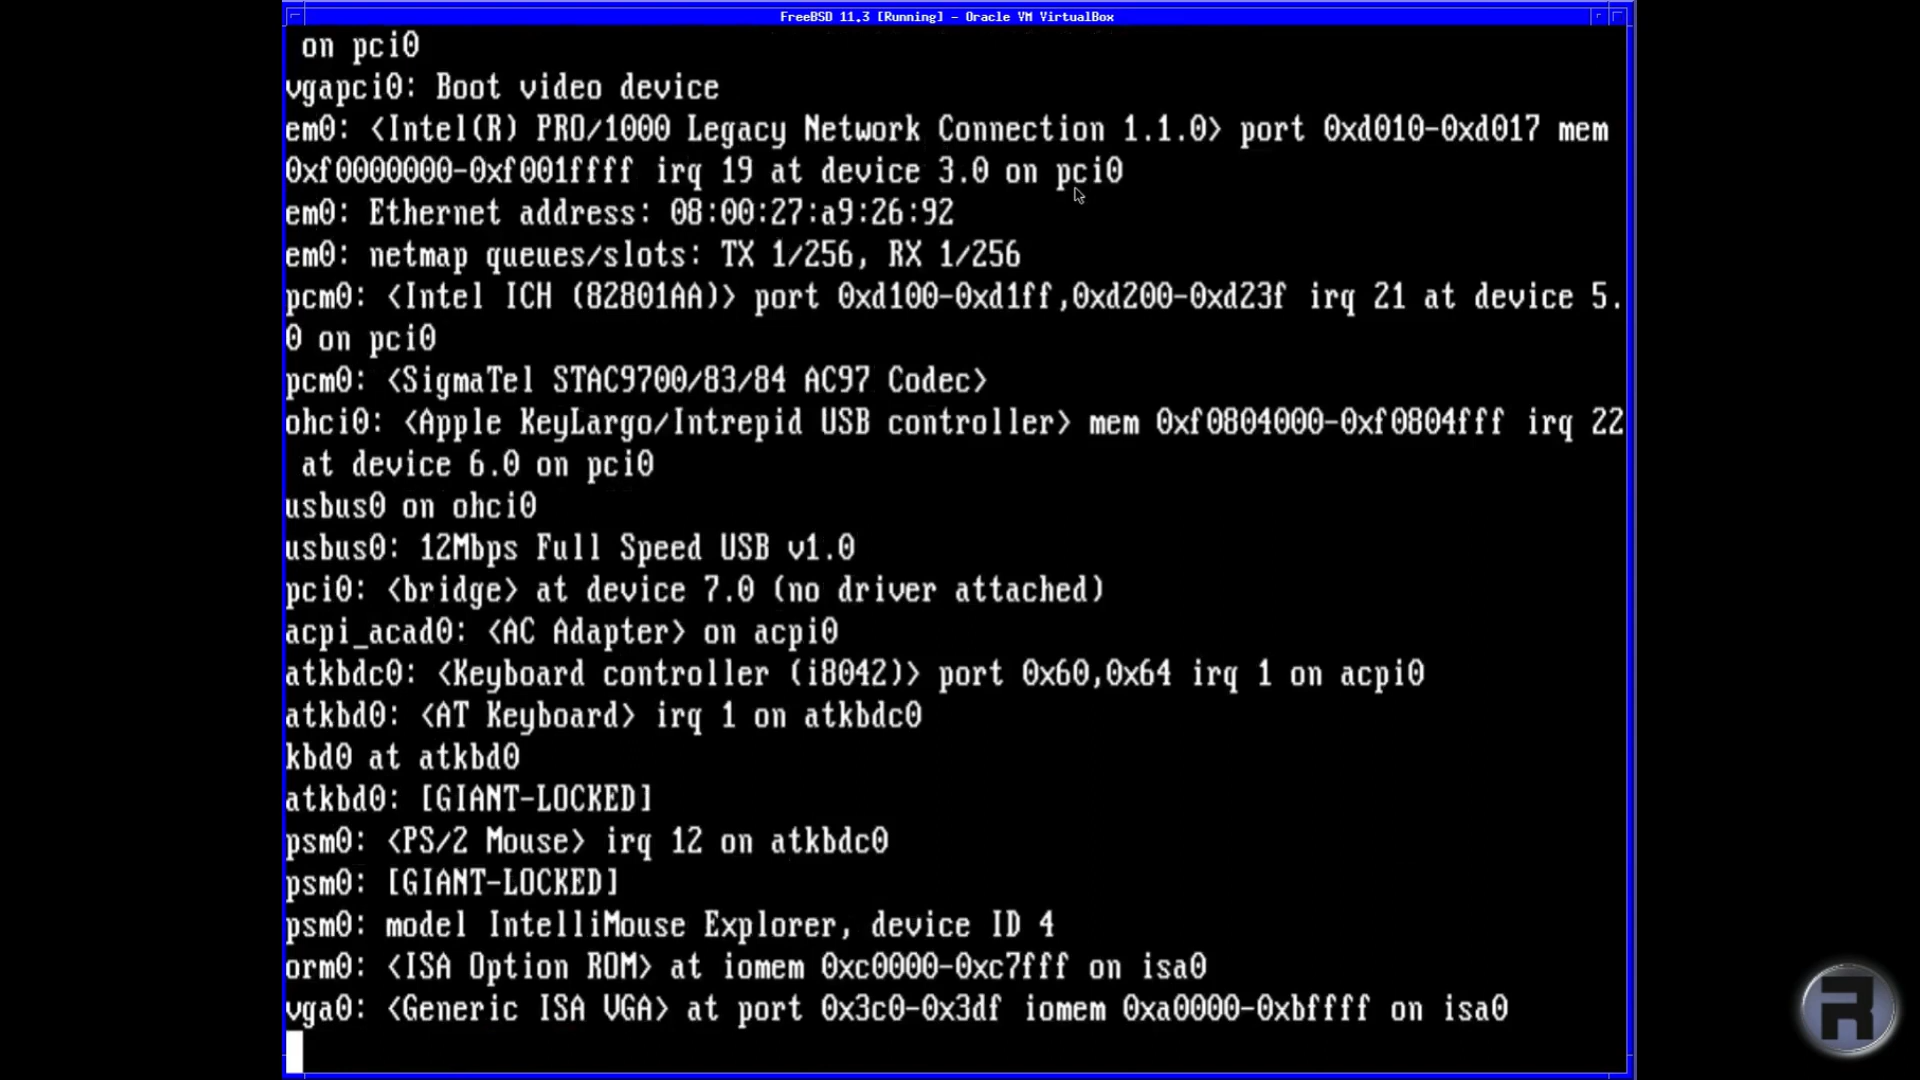 FreeBSD 11.3 [Running] - Oracle VM VirtualBox
 on pci0
vgapci0: Boot video device
em0: <Intel(R) PRO/1000 Legacy Network Connection 1.1.0> port 0xd010-0xd017 mem
0xf0000000-0xf001ffff irq 19 at device 3.0 on pci0
em0: Ethernet address: 08:00:27:a9:26:92
em0: netmap queues/slots: TX 1/256, RX 1/256
pcm0: <Intel ICH (82801AA)> port 0xd100-0xd1ff,0xd200-0xd23f irq 21 at device 5.
0 on pci0
pcm0: <SigmaTel STAC9700/83/84 AC97 Codec>
ohci0: <Apple KeyLargo/Intrepid USB controller> mem 0xf0804000-0xf0804fff irq 22
 at device 6.0 on pci0
usbus0 on ohci0
usbus0: 12Mbps Full Speed USB v1.0
pci0: <bridge> at device 7.0 (no driver attached)
acpi_acad0: <AC Adapter> on acpi0
atkbdc0: <Keyboard controller (i8042)> port 0x60,0x64 irq 1 on acpi0
atkbd0: <AT Keyboard> irq 1 on atkbdc0
kbd0 at atkbd0
atkbd0: [GIANT-LOCKED]
psm0: <PS/2 Mouse> irq 12 on atkbdc0
psm0: [GIANT-LOCKED]
psm0: model IntelliMouse Explorer, device ID 4
orm0: <ISA Option ROM> at iomem 0xc0000-0xc7fff on isa0
vga0: <Generic ISA VGA> at port 0x3c0-0x3df iomem 0xa0000-0xbffff on isa0
R